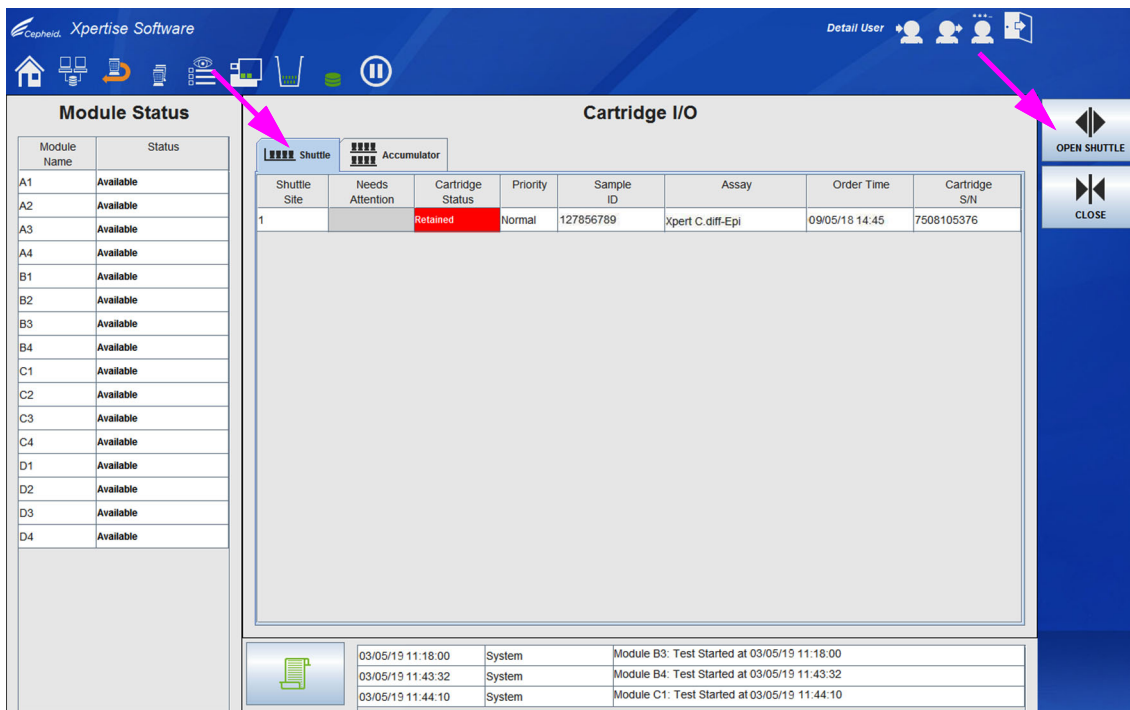 Cepheid. Xpertise Software
Detail User
Module Status
Module Name Status
A1 Available
A2 Available
A3 Available
A4 Available
B1 Available
B2 Available
B3 Available
B4 Available
C1 Available
C2 Available
C3 Available
C4 Available
D1 Available
D2 Available
D3 Available
D4 Available
Cartridge I/O
Shuttle Accumulator
Shuttle Site Needs Attention Cartridge Status Priority Sample ID Assay Order Time Cartridge S/N
1 Retained Normal 127856789 Xpert C.diff-Epi 09/05/18 14:45 7508105376
03/05/19 11:18:00 System Module B3: Test Started at 03/05/19 11:18:00
03/05/19 11:43:32 System Module B4: Test Started at 03/05/19 11:43:32
03/05/19 11:44:10 System Module C1: Test Started at 03/05/19 11:44:10
OPEN SHUTTLE
CLOSE